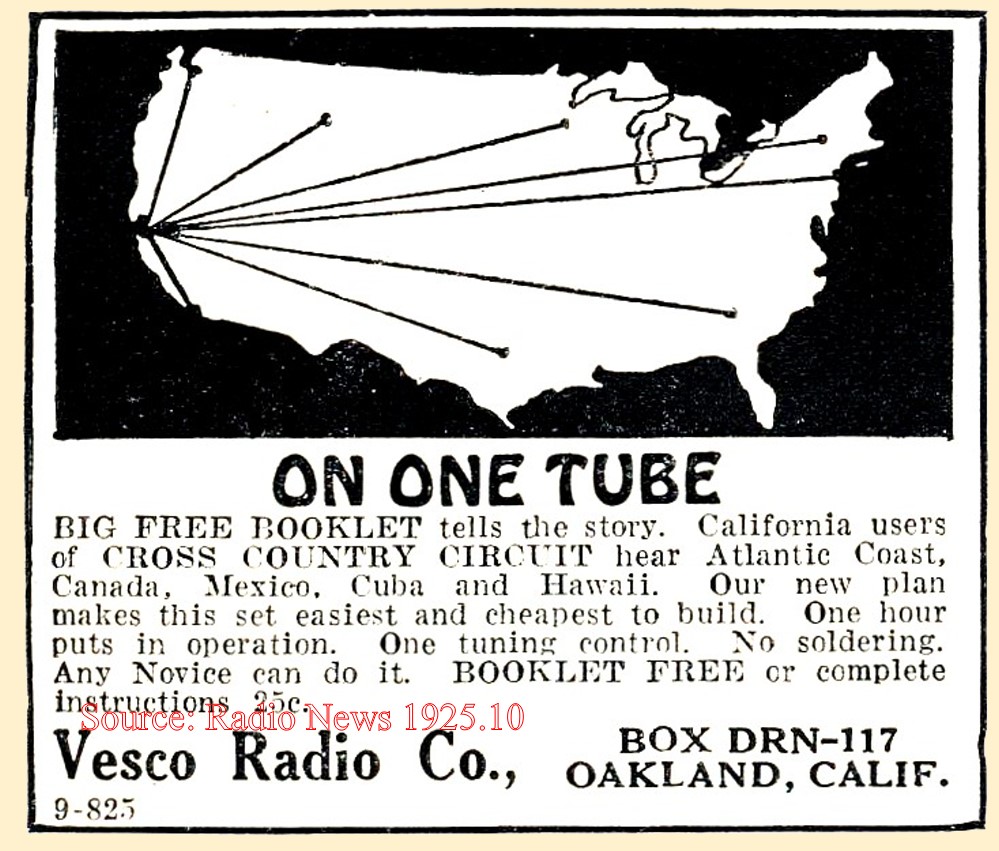 ON ONE TUBE
BIG FREE BOOKLET tells the story. California users
of CROSS COUNTRY CIRCUIT hear Atlantic Coast,
Canada, Mexico, Cuba and Hawaii. Our new plan
makes this set easiest and cheapest to build. One hour
puts in operation. One tuning control. No soldering.
Any Novice can do it. BOOKLET FREE or complete
instructions 25c.
Source: Radio News 1925.10
Vesco Radio Co.,
BOX DRN-117
OAKLAND, CALIF.
9-825